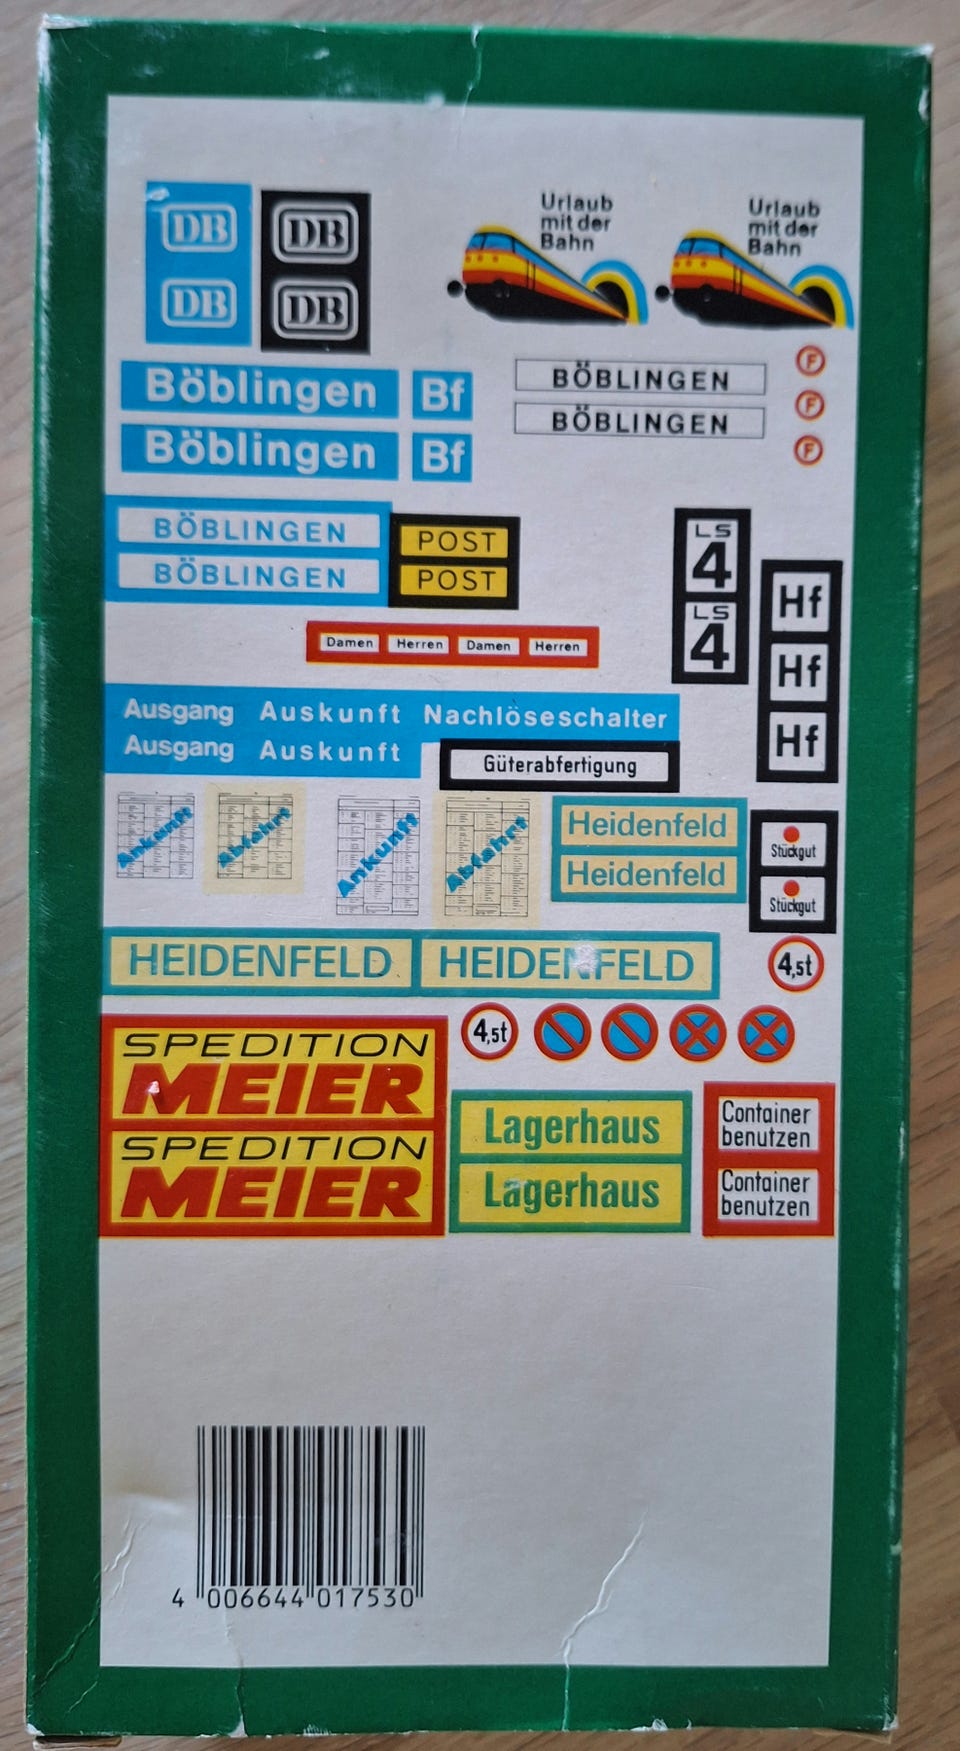 DB
DB
DB
DB
Urlaub
mit der
Bahn
Urlaub
mit der
Bahn
Böblingen Bf
Böblingen Bf
BÖBLINGEN
BÖBLINGEN
F
F
F
BÖBLINGEN
BÖBLINGEN
POST
POST
LS
4
LS
4
Hf
Hf
Hf
Damen Herren Damen Herren
Ausgang Auskunft Nachlöseschalter
Ausgang Auskunft
Güterabfertigung
Ankunft
Abfahrt
Ankunft
Abfahrt
Heidenfeld
Heidenfeld
Stückgut
Stückgut
HEIDENFELD HEIDENFELD
4,5t
4,5t
SPEDITION
MEIER
SPEDITION
MEIER
Lagerhaus
Lagerhaus
Container
benutzen
Container
benutzen
4 006644 017530